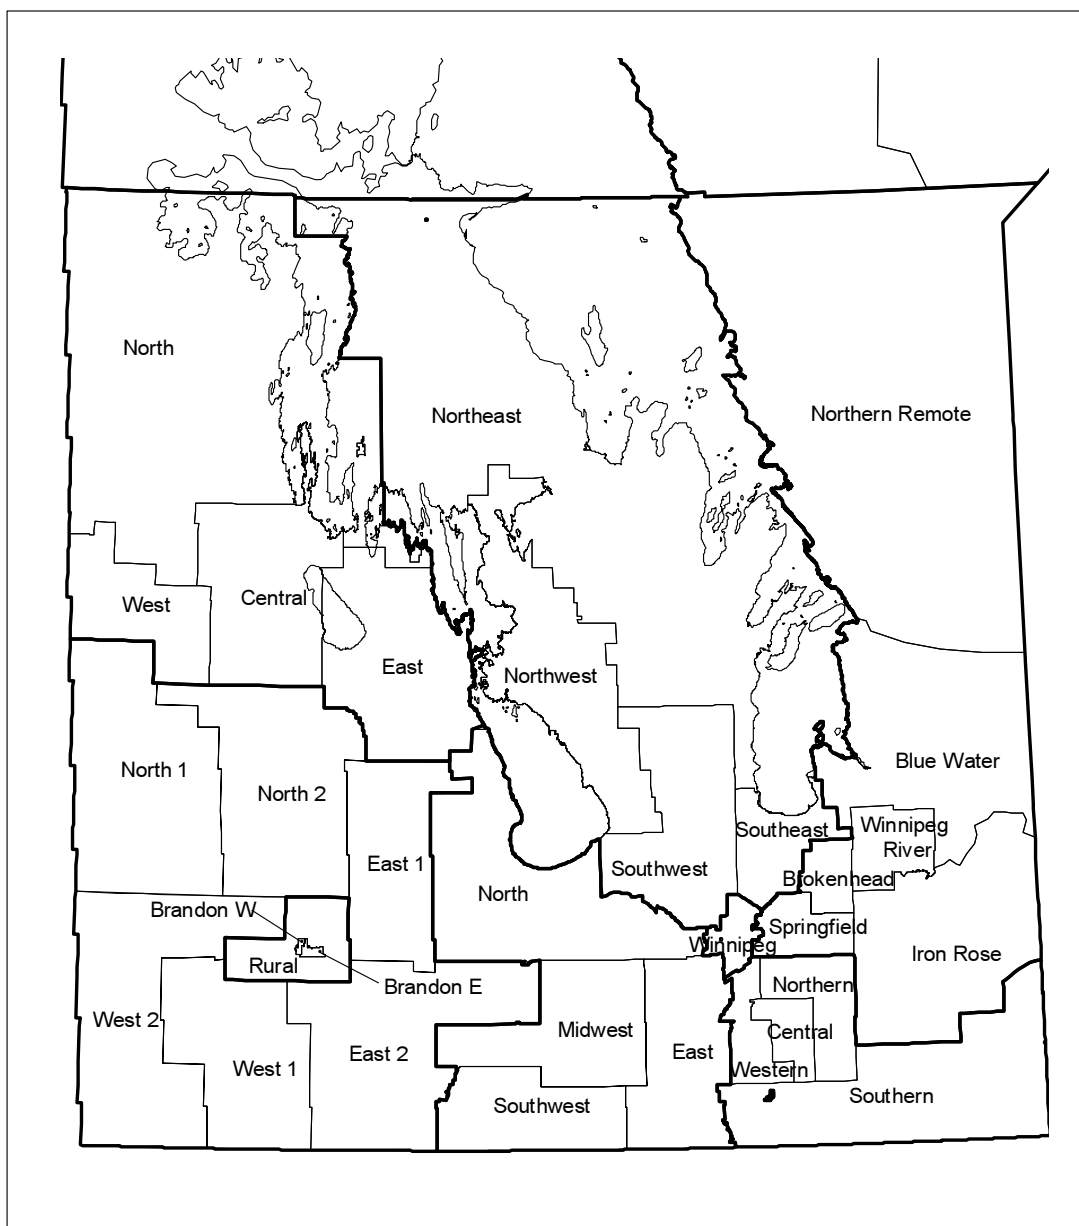 North
Northeast
Northern Remote
West
Central
East
Northwest
North 1
North 2
Blue Water
Winnipeg
River
Southeast
East 1
North
Southwest
Brokenhead
Brandon W
Springfield
Winnipeg
Iron Rose
Rural
Brandon E
Northern
West 2
Midwest
Central
East 2
East
West 1
Western
Southwest
Southern